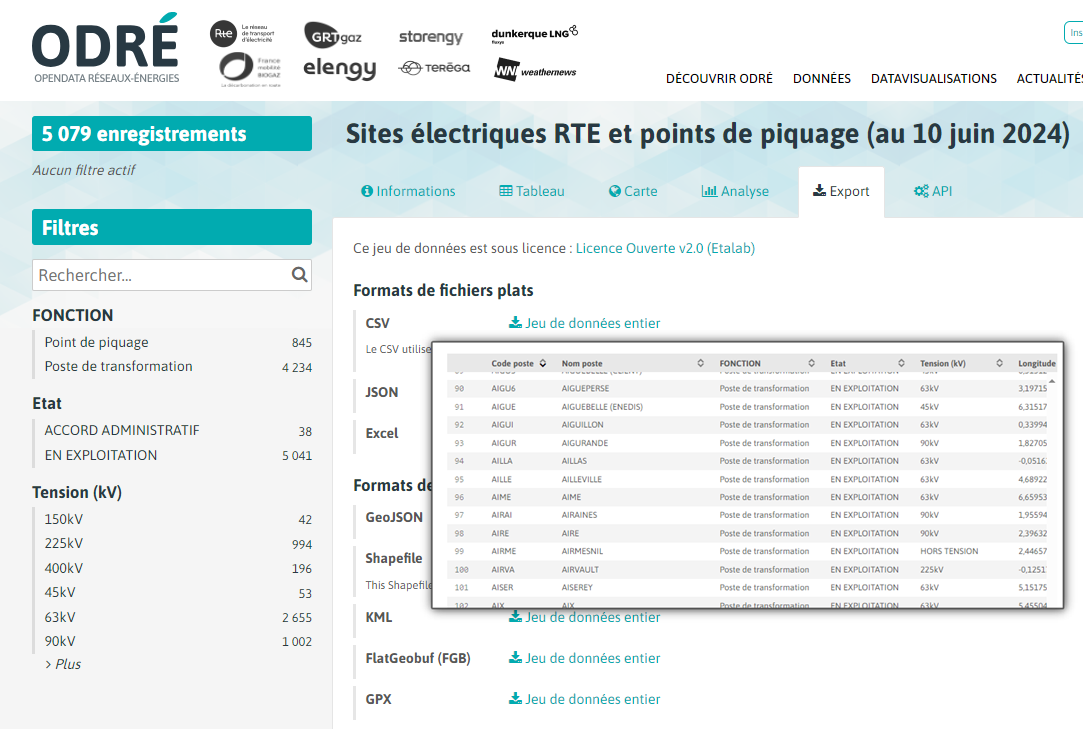 ODRÉ
OPENDATA RÉSEAUX-ÉNERGIES
Rte Le réseau de transport d'électricité
GRTgaz
storengy
dunkerque LNG
France mobilité BIOGAZ
elengy
TERĒGA
WN weathernews
Ins
DÉCOUVRIR ODRÉ DONNÉES DATAVISUALISATIONS ACTUALITÉS
5 079 enregistrements
Aucun filtre actif
Filtres
Rechercher...
FONCTION
Point de piquage 845
Poste de transformation 4 234
Etat
ACCORD ADMINISTRATIF 38
EN EXPLOITATION 5 041
Tension (kV)
150kV 42
225kV 994
400kV 196
45kV 53
63kV 2 655
90kV 1 002
> Plus
Sites électriques RTE et points de piquage (au 10 juin 2024)
Informations Tableau Carte Analyse Export API
Ce jeu de données est sous licence : Licence Ouverte v2.0 (Etalab)
Formats de fichiers plats
CSV Jeu de données entier
Le CSV utilise
JSON
Excel
Formats de
GeoJSON
Shapefile
This Shapefile
KML Jeu de données entier
FlatGeobuf (FGB) Jeu de données entier
GPX Jeu de données entier
Code poste Nom poste FONCTION Etat Tension (kV) Longitude
90 AIGU6 AIGUEPERSE Poste de transformation EN EXPLOITATION 63kV 3,19715
91 AIGUE AIGUEBELLE (ENEDIS) Poste de transformation EN EXPLOITATION 45kV 6,31517
92 AIGUI AIGUILLON Poste de transformation EN EXPLOITATION 63kV 0,33994
93 AIGUR AIGURANDE Poste de transformation EN EXPLOITATION 90kV 1,82705
94 AILLA AILLAS Poste de transformation EN EXPLOITATION 63kV -0,0516
95 AILLE AILLEVILLE Poste de transformation EN EXPLOITATION 63kV 4,68922
96 AIME AIME Poste de transformation EN EXPLOITATION 63kV 6,65953
97 AIRAI AIRAINES Poste de transformation EN EXPLOITATION 90kV 1,95594
98 AIRE AIRE Poste de transformation EN EXPLOITATION 90kV 2,39632
99 AIRME AIRMESNIL Poste de transformation EN EXPLOITATION HORS TENSION 2,44657
100 AIRVA AIRVAULT Poste de transformation EN EXPLOITATION 225kV -0,1251
101 AISER AISEREY Poste de transformation EN EXPLOITATION 63kV 5,15175
102 AIX AIX Poste de transformation EN EXPLOITATION 63kV 5,45504